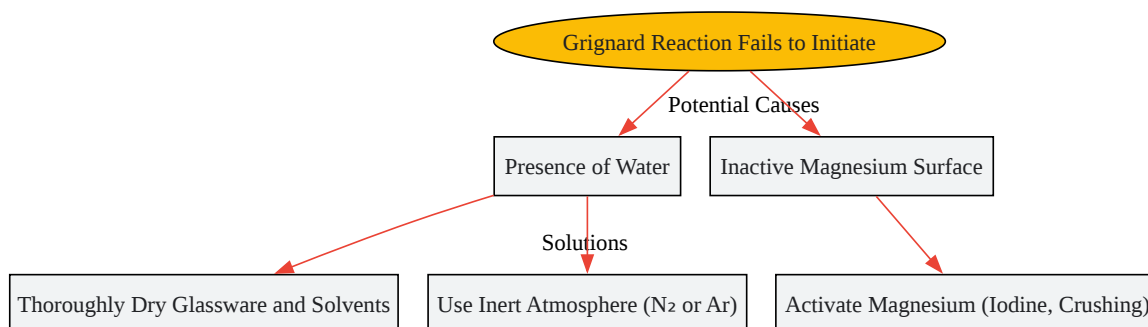 Grignard Reaction Fails to Initiate
Potential Causes
Presence of Water
Inactive Magnesium Surface
Solutions
Thoroughly Dry Glassware and Solvents
Use Inert Atmosphere (N₂ or Ar)
Activate Magnesium (Iodine, Crushing)